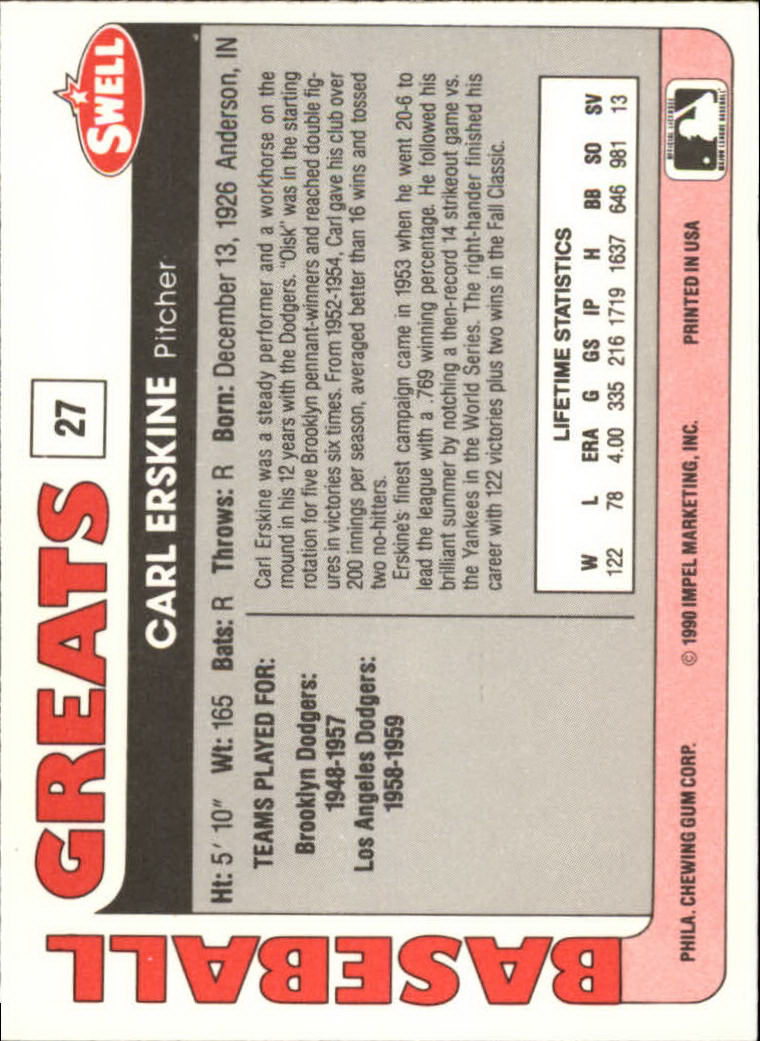 BASEBALL
GREATS
27
SWELL
CARL ERSKINE Pitcher
Ht: 5' 10" Wt: 165 Bats: R Throws: R Born: December 13, 1926 Anderson, IN
TEAMS PLAYED FOR:
Brooklyn Dodgers:
1948-1957
Los Angeles Dodgers:
1958-1959
Carl Erskine was a steady performer and a workhorse on the
mound in his 12 years with the Dodgers. "Oisk" was in the starting
rotation for five Brooklyn pennant-winners and reached double fig-
ures in victories six times. From 1952-1954, Carl gave his club over
200 innings per season, averaged better than 16 wins and tossed
two no-hitters.
Erskine's finest campaign came in 1953 when he went 20-6 to
lead the league with a .769 winning percentage. He followed his
brilliant summer by notching a then-record 14 strikeout game vs.
the Yankees in the World Series. The right-hander finished his
career with 122 victories plus two wins in the Fall Classic.
LIFETIME STATISTICS
W L ERA G GS IP H BB SO SV
122 78 4.00 335 216 1719 1637 646 981 13
PHILA. CHEWING GUM CORP. © 1990 IMPEL MARKETING, INC. PRINTED IN USA
OFFICIAL LICENSEE
MAJOR LEAGUE BASEBALL